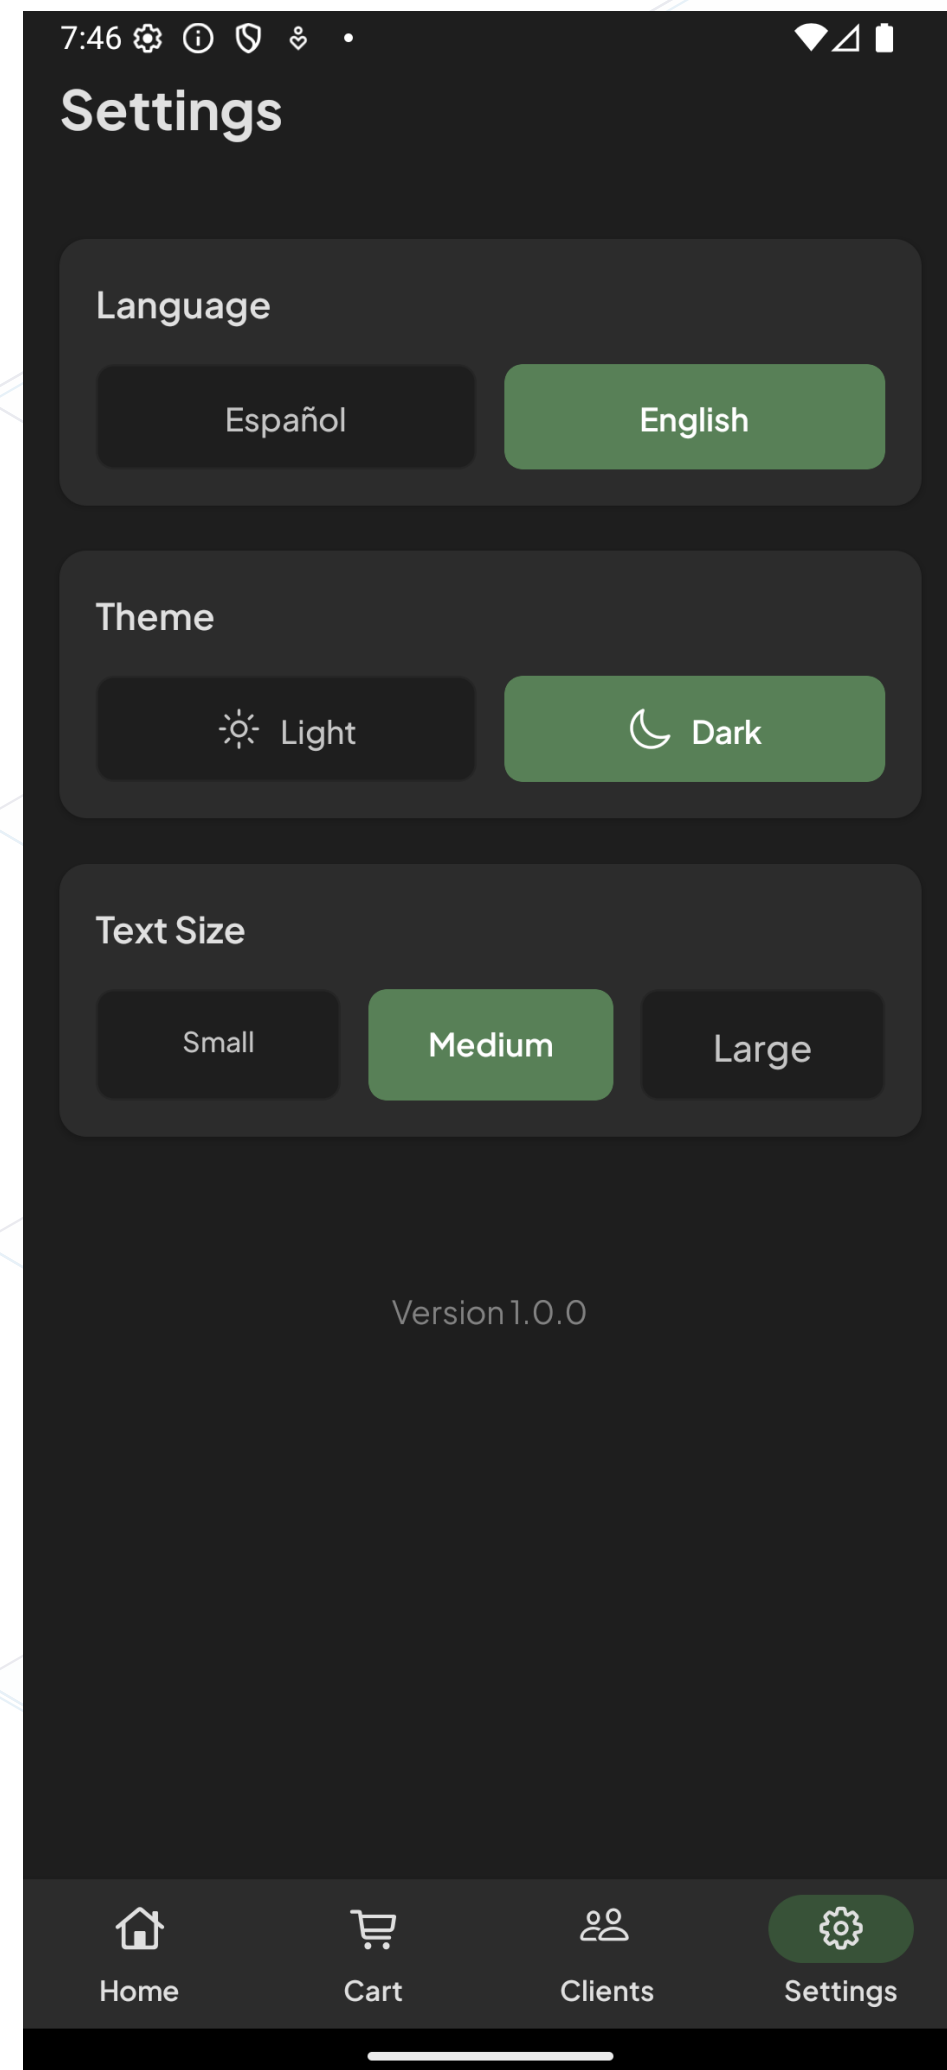 7:46
Settings
Language
Español English
Theme
Light Dark
Text Size
Small Medium Large
Version 1.0.0
Home Cart Clients Settings